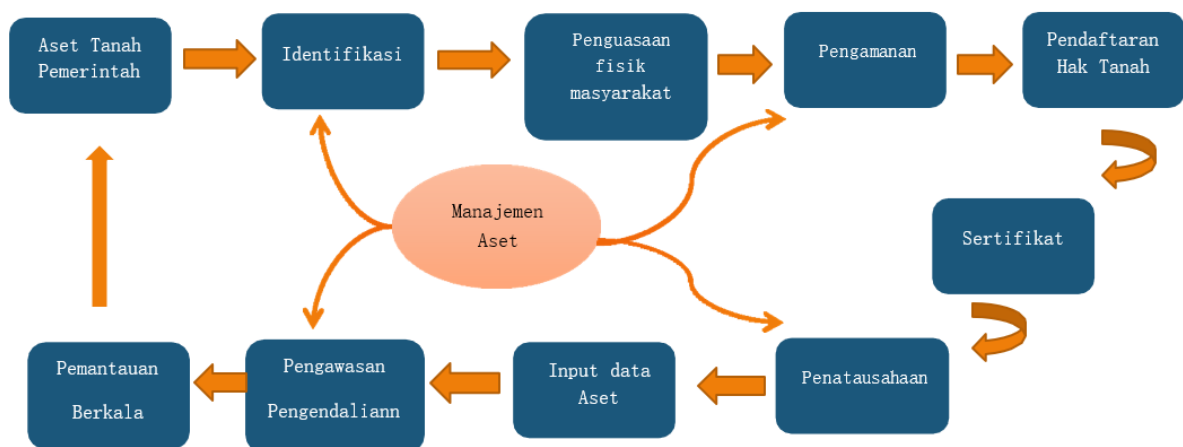 Aset Tanah
Pemerintah
Identifikasi
Penguasaan
fisik
masyarakat
Pengamanan
Pendaftaran
Hak Tanah
Manajemen
Aset
Sertifikat
Pemantauan
Berkala
Pengawasan
Pengendaliann
Input data
Aset
Penatausahaan